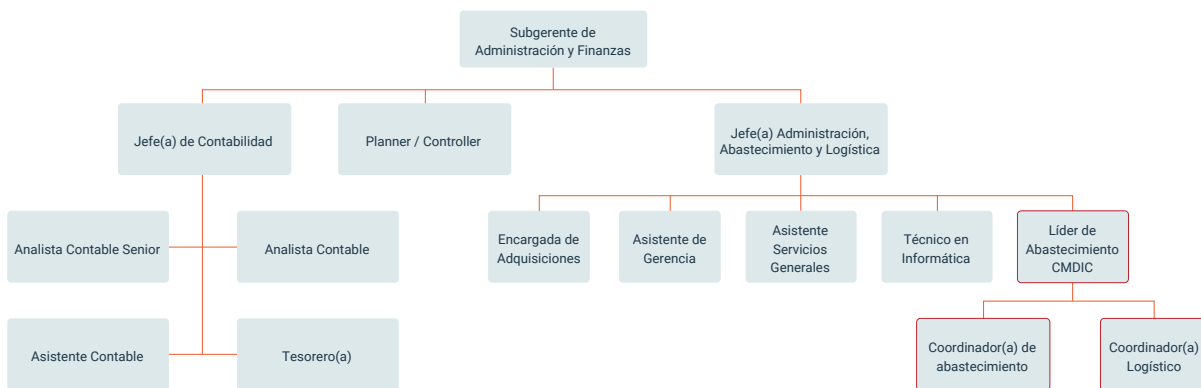 Subgerente de
Administración y Finanzas
Jefe(a) de Contabilidad
Planner / Controller
Jefe(a) Administración,
Abastecimiento y Logística
Analista Contable Senior
Analista Contable
Encargada de
Adquisiciones
Asistente de
Gerencia
Asistente
Servicios
Generales
Técnico en
Informática
Líder de
Abastecimiento
CMDIC
Asistente Contable
Tesorero(a)
Coordinador(a) de
abastecimiento
Coordinador(a)
Logístico